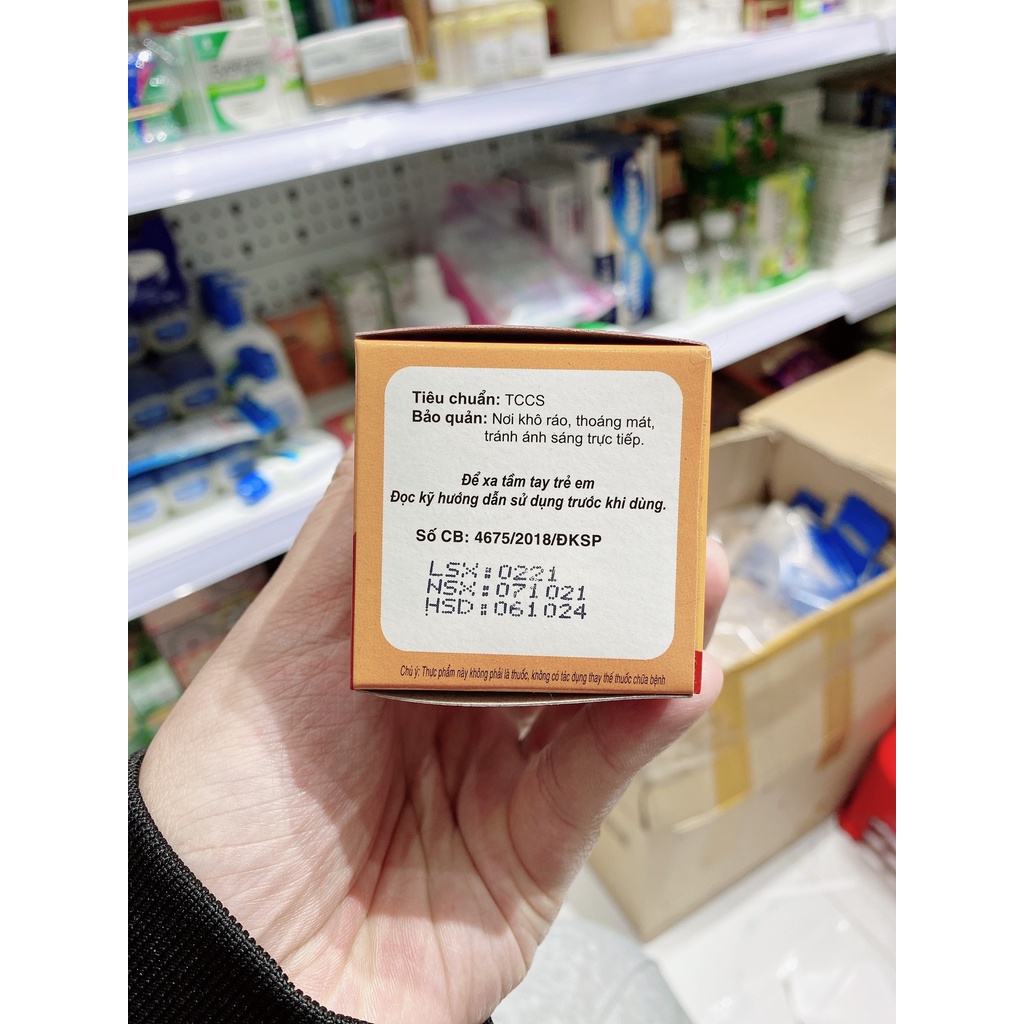 Tiêu chuẩn: TCCS
Bảo quản: Nơi khô ráo, thoáng mát,
tránh ánh sáng trực tiếp.
Để xa tầm tay trẻ em
Đọc kỹ hướng dẫn sử dụng trước khi dùng.
Số CB: 4675/2018/ĐKSP
LSX:0221
NSX:071021
HSD:061024
Chú ý: Thực phẩm này không phải là thuốc, không có tác dụng thay thế thuốc chữa bệnh